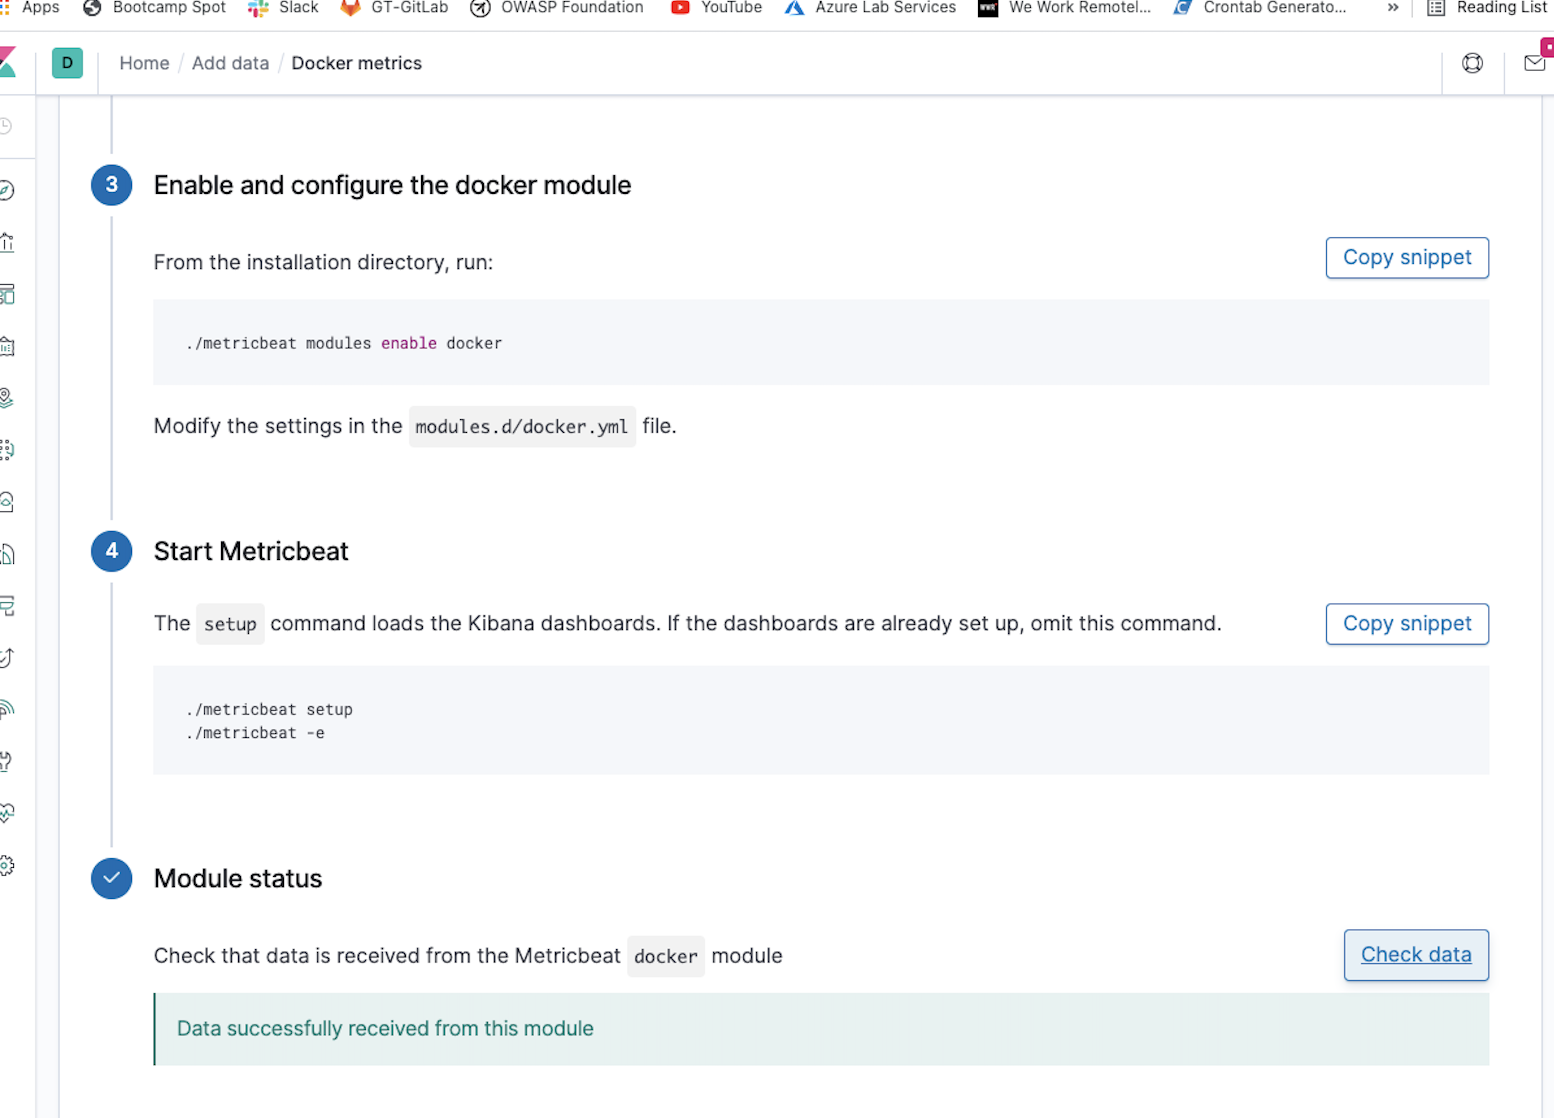 Apps Bootcamp Spot Slack GT-GitLab OWASP Foundation YouTube Azure Lab Services WWR We Work Remotel... Crontab Generato... » Reading List
D Home / Add data / Docker metrics
3 Enable and configure the docker module
From the installation directory, run:
Copy snippet
./metricbeat modules enable docker
Modify the settings in the modules.d/docker.yml file.
4 Start Metricbeat
The setup command loads the Kibana dashboards. If the dashboards are already set up, omit this command.
Copy snippet
./metricbeat setup
./metricbeat -e
Module status
Check that data is received from the Metricbeat docker module
Check data
Data successfully received from this module